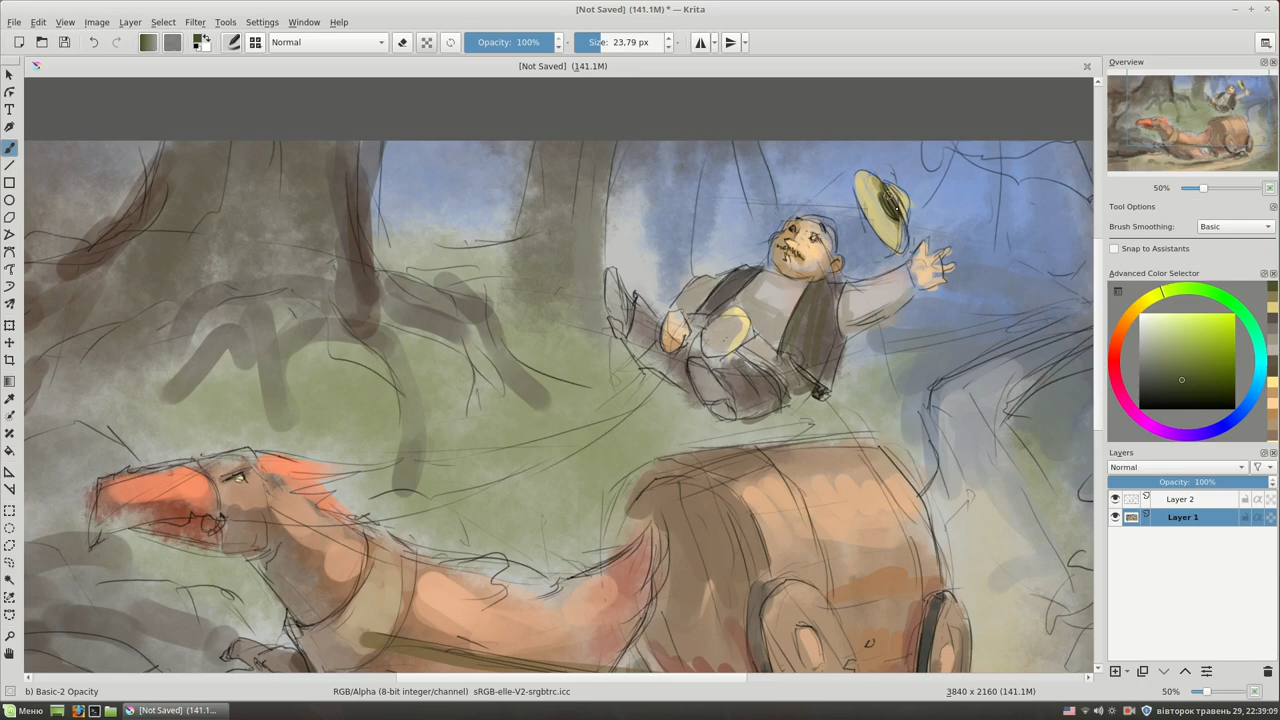 [Not Saved] (141.1M) * — Krita
File Edit View Image Layer Select Filter Tools Settings Window Help
Normal
Opacity: 100%
Size: 23,79 px
[Not Saved] (141.1M)
Overview
50%
Tool Options
Brush Smoothing: Basic
Snap to Assistants
Advanced Color Selector
Layers
Normal
Opacity: 100%
Layer 2
Layer 1
b) Basic-2 Opacity
RGB/Alpha (8-bit integer/channel) sRGB-elle-V2-srgbtrc.icc
3840 x 2160 (141.1M)
50%
Меню
[Not Saved] (141.1...
вівторок травень 29, 22:39:09